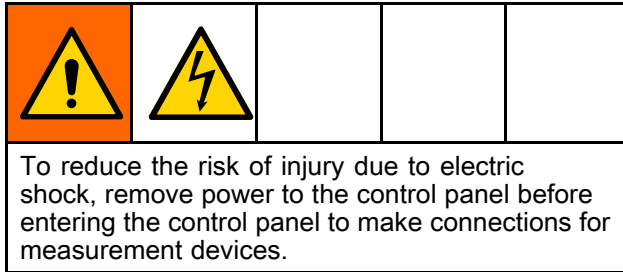 To reduce the risk of injury due to electric
shock, remove power to the control panel before
entering the control panel to make connections for
measurement devices.